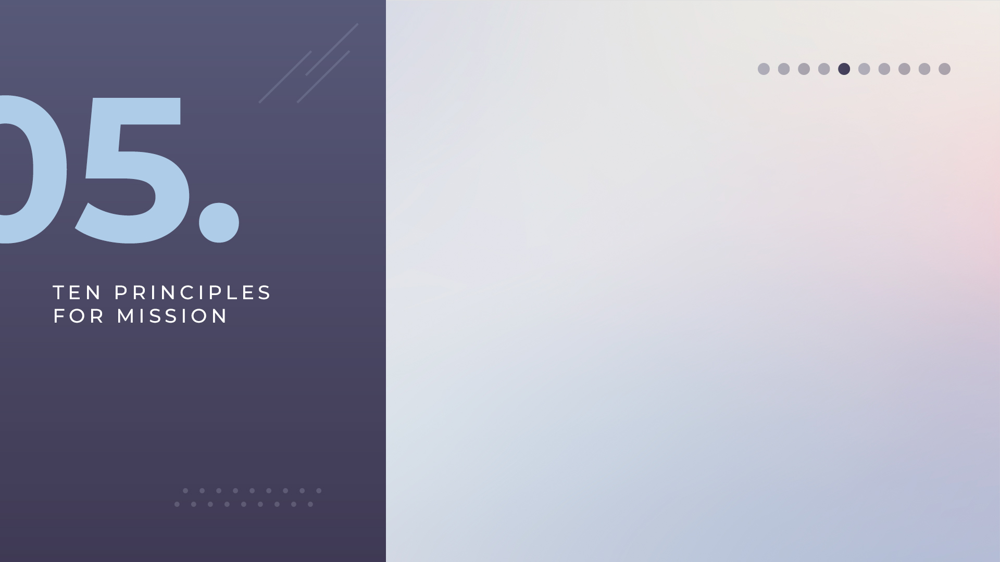 05.
TEN PRINCIPLES
FOR MISSION